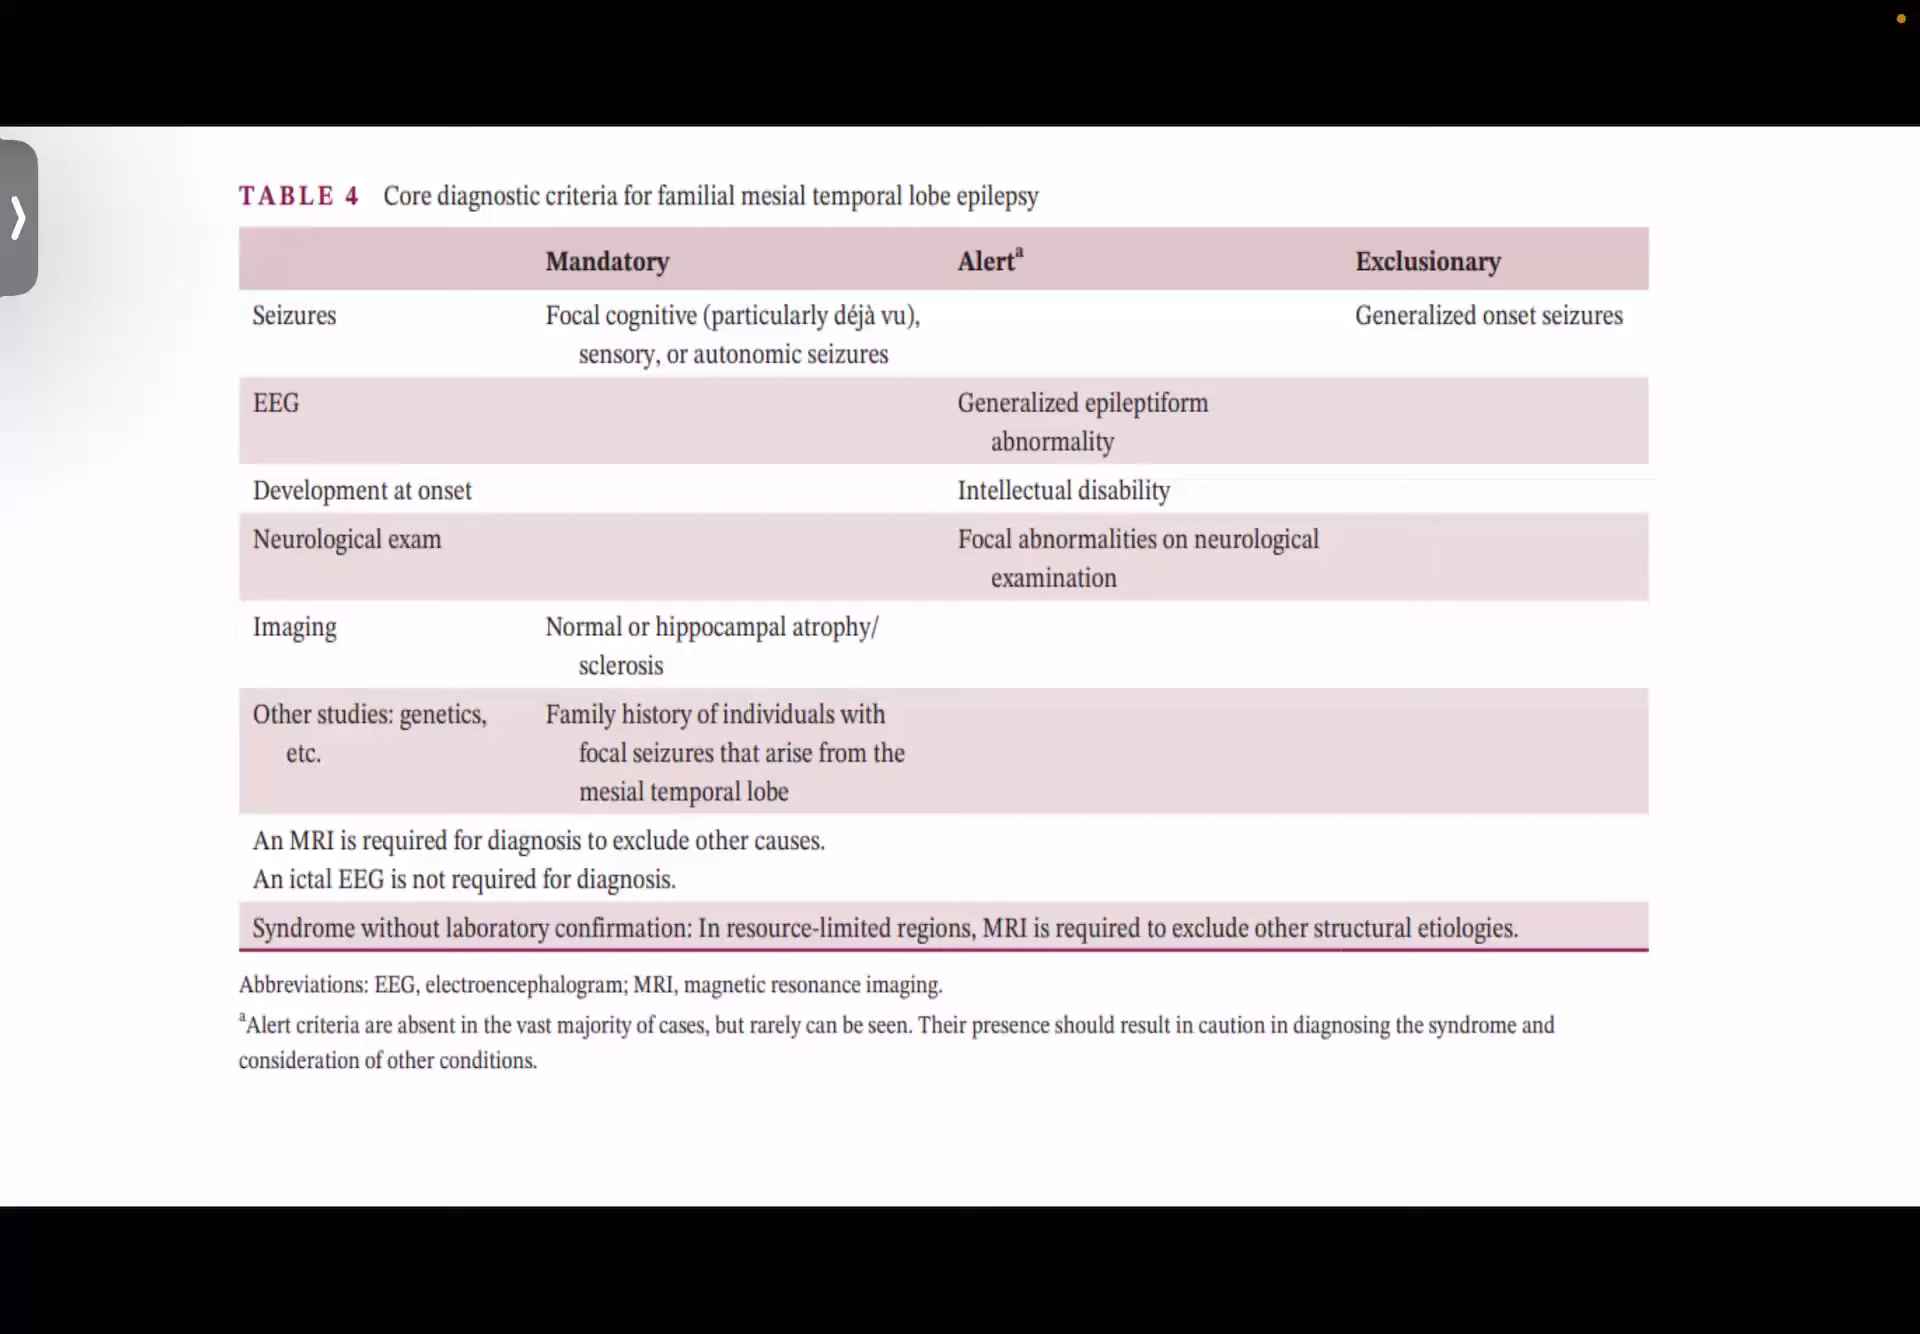 TABLE 4 Core diagnostic criteria for familial mesial temporal lobe epilepsy
Mandatory Alertᵃ Exclusionary
Seizures Focal cognitive (particularly déjà vu), Generalized onset seizures
sensory, or autonomic seizures
EEG Generalized epileptiform
abnormality
Development at onset Intellectual disability
Neurological exam Focal abnormalities on neurological
examination
Imaging Normal or hippocampal atrophy/
sclerosis
Other studies: genetics, Family history of individuals with
etc. focal seizures that arise from the
mesial temporal lobe
An MRI is required for diagnosis to exclude other causes.
An ictal EEG is not required for diagnosis.
Syndrome without laboratory confirmation: In resource-limited regions, MRI is required to exclude other structural etiologies.
Abbreviations: EEG, electroencephalogram; MRI, magnetic resonance imaging.
ᵃAlert criteria are absent in the vast majority of cases, but rarely can be seen. Their presence should result in caution in diagnosing the syndrome and
consideration of other conditions.